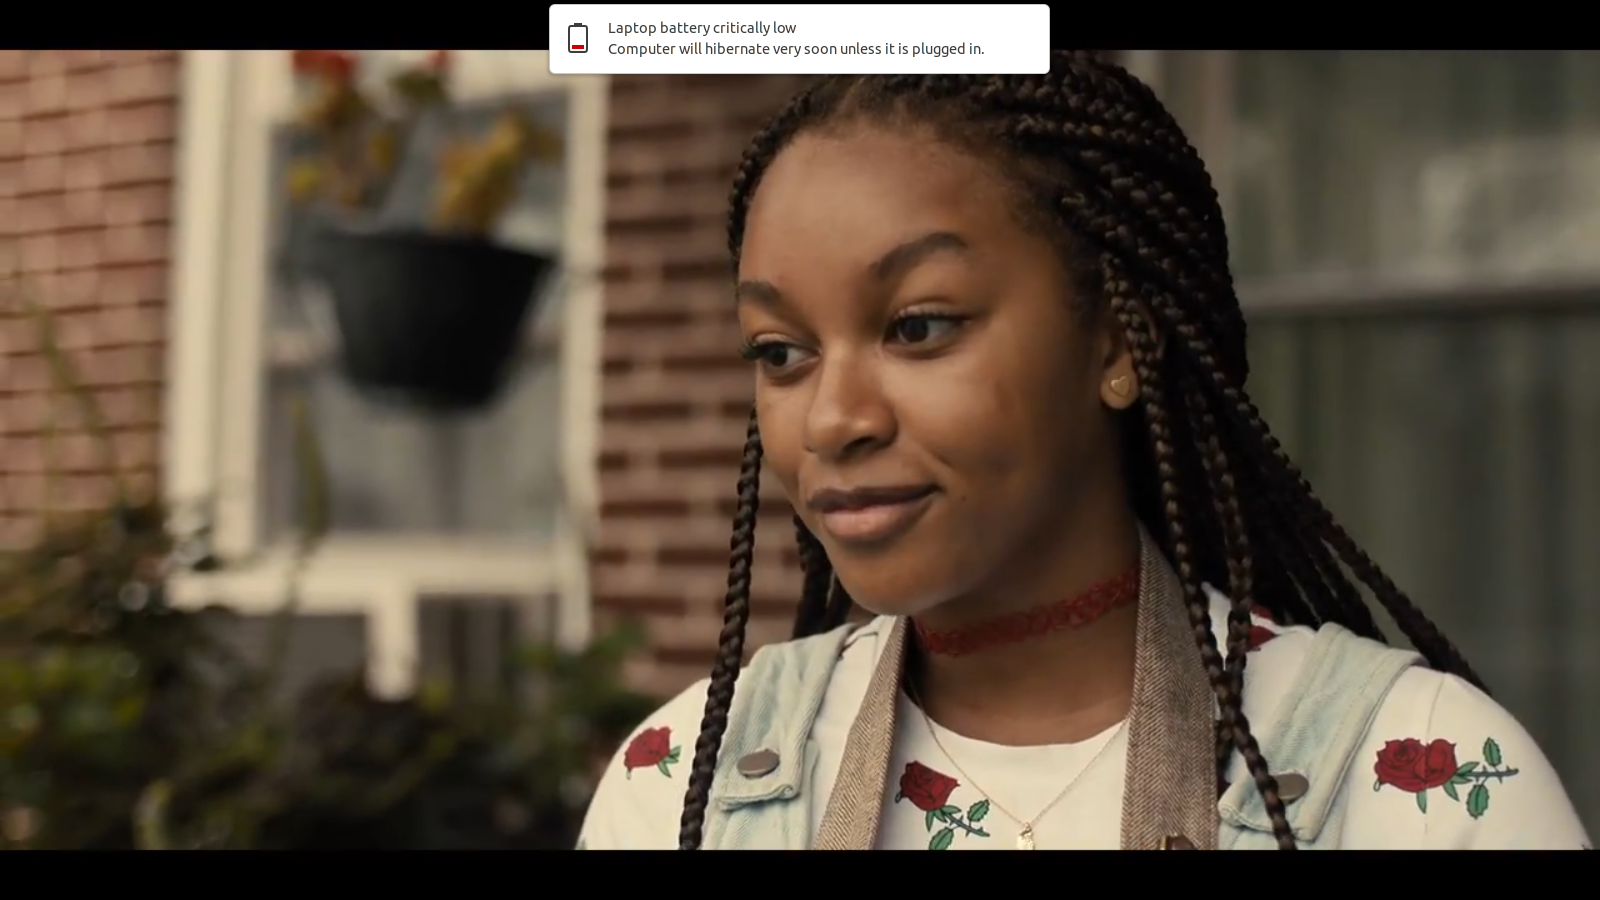 Laptop battery critically low
Computer will hibernate very soon unless it is plugged in.